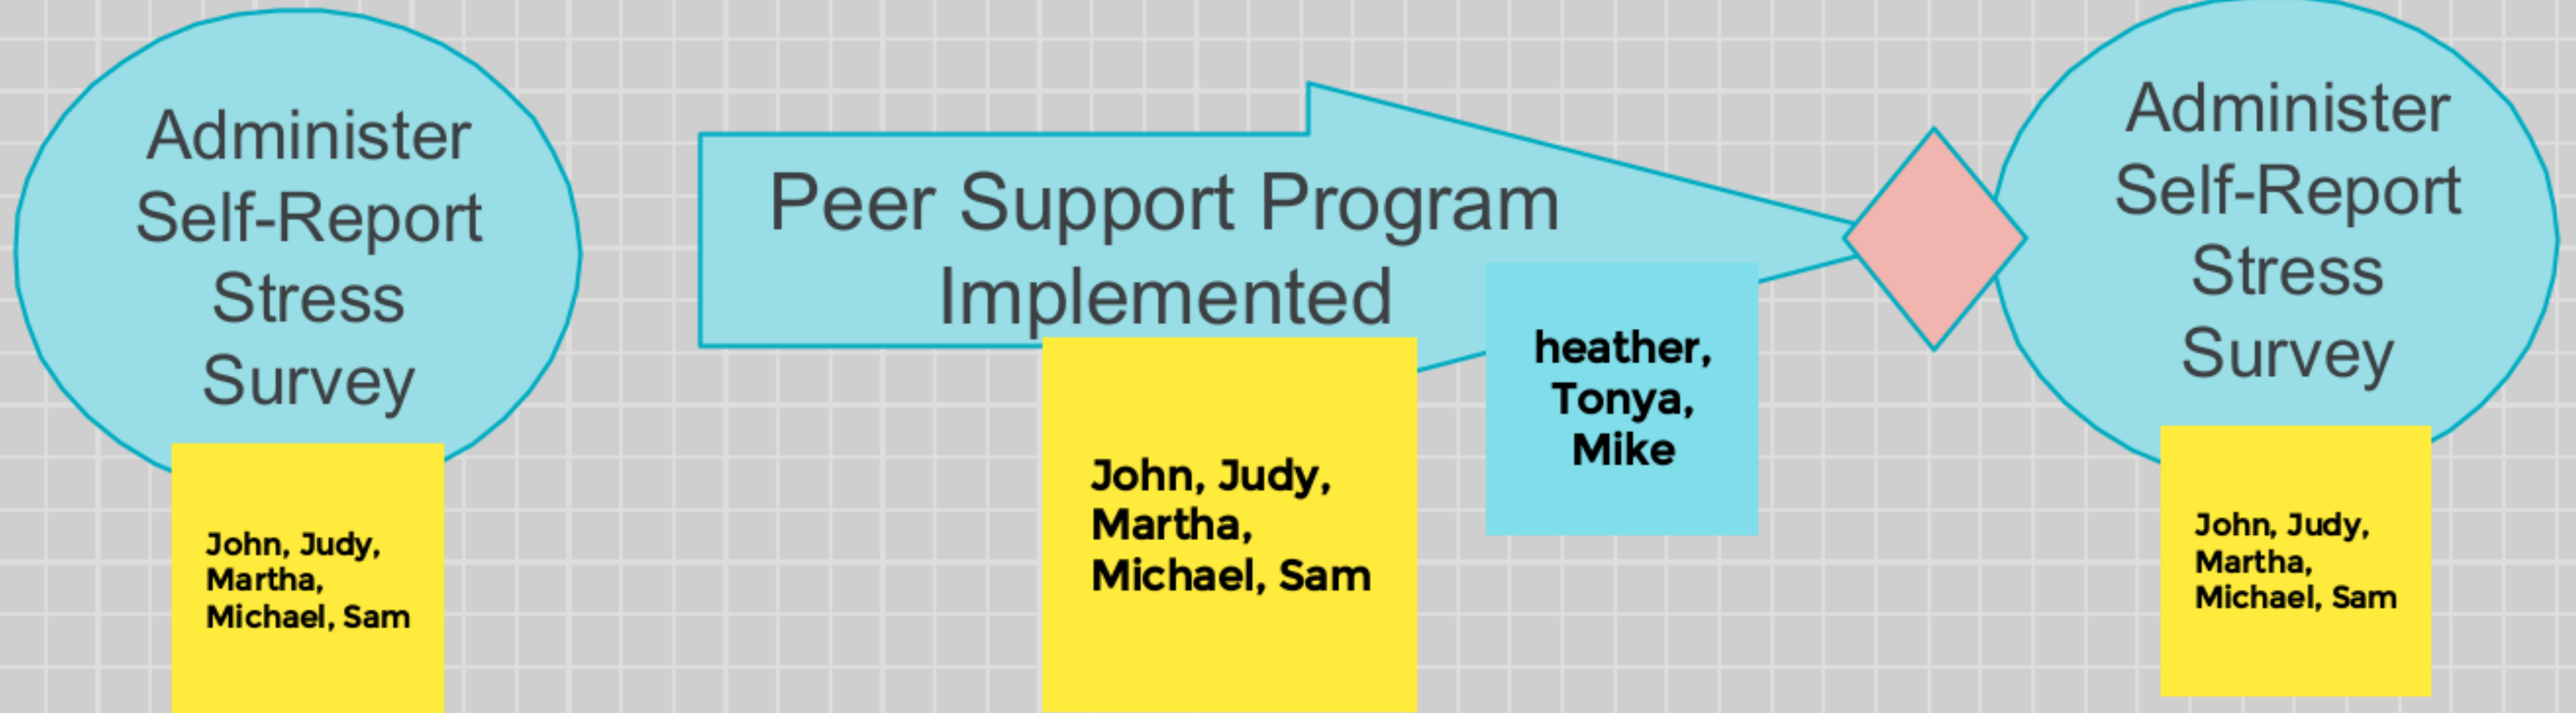 Administer
Self-Report
Stress
Survey
John, Judy,
Martha,
Michael, Sam
Peer Support Program
Implemented
John, Judy,
Martha,
Michael, Sam
heather,
Tonya,
Mike
Administer
Self-Report
Stress
Survey
John, Judy,
Martha,
Michael, Sam